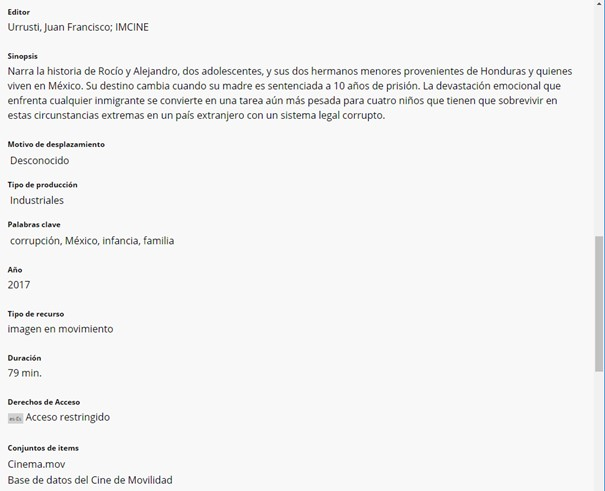 Editor
Urrusti, Juan Francisco; IMCINE
Sinopsis
Narra la historia de Rocío y Alejandro, dos adolescentes, y sus dos hermanos menores provenientes de Honduras y quienes
viven en México. Su destino cambia cuando su madre es sentenciada a 10 años de prisión. La devastación emocional que
enfrenta cualquier inmigrante se convierte en una tarea aún más pesada para cuatro niños que tienen que sobrevivir en
estas circunstancias extremas en un país extranjero con un sistema legal corrupto.
Motivo de desplazamiento
Desconocido
Tipo de producción
Industriales
Palabras clave
corrupción, México, infancia, familia
Año
2017
Tipo de recurso
imagen en movimiento
Duración
79 min.
Derechos de Acceso
Acceso restringido
Conjuntos de items
Cinema.mov
Base de datos del Cine de Movilidad